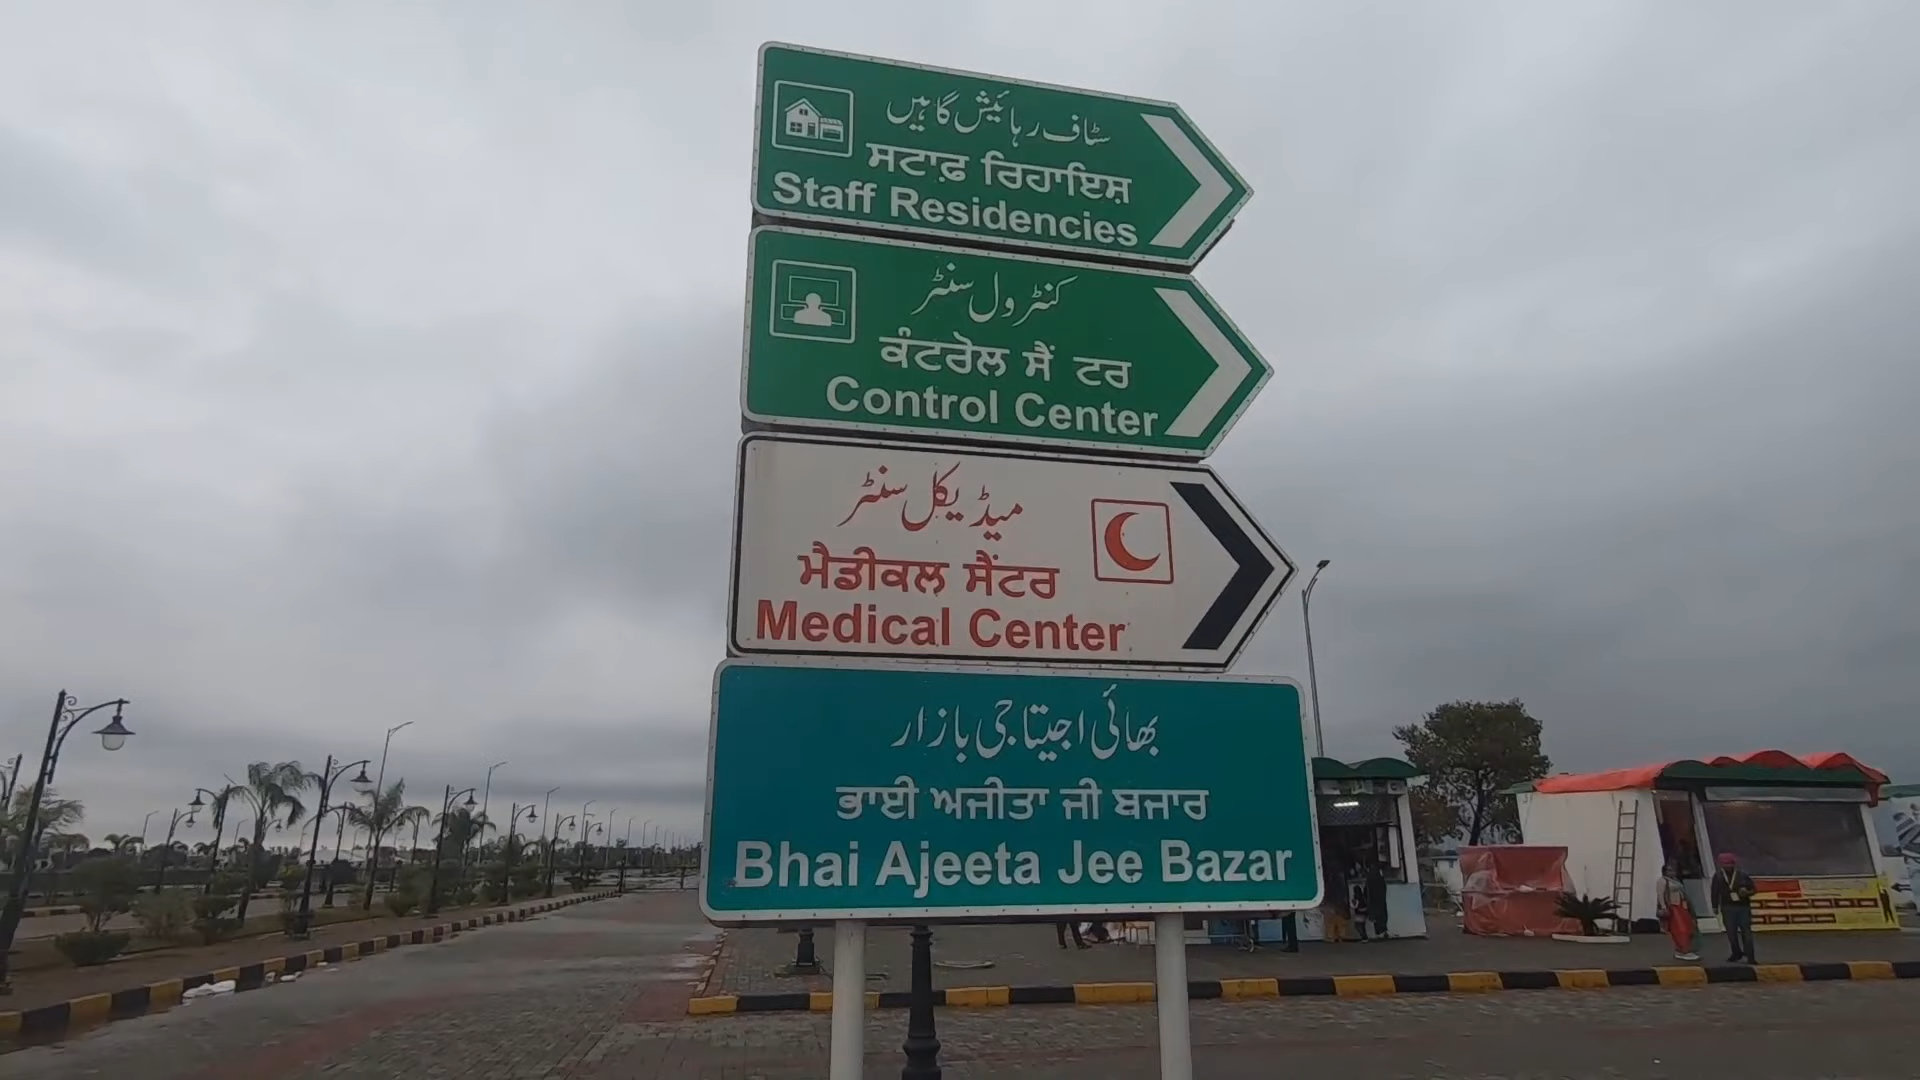 سٹاف رہائیش گاہیں
ਸਟਾਫ਼ ਰਿਹਾਇਸ਼
Staff Residencies
کنٹرول سنٹر
ਕੰਟਰੋਲ ਸੈਂ ਟਰ
Control Center
میڈیکل سنٹر
ਮੈਡੀਕਲ ਸੈਂਟਰ
Medical Center
بھائی اجیتا جی بازار
ਭਾਈ ਅਜੀਤਾ ਜੀ ਬਜਾਰ
Bhai Ajeeta Jee Bazar